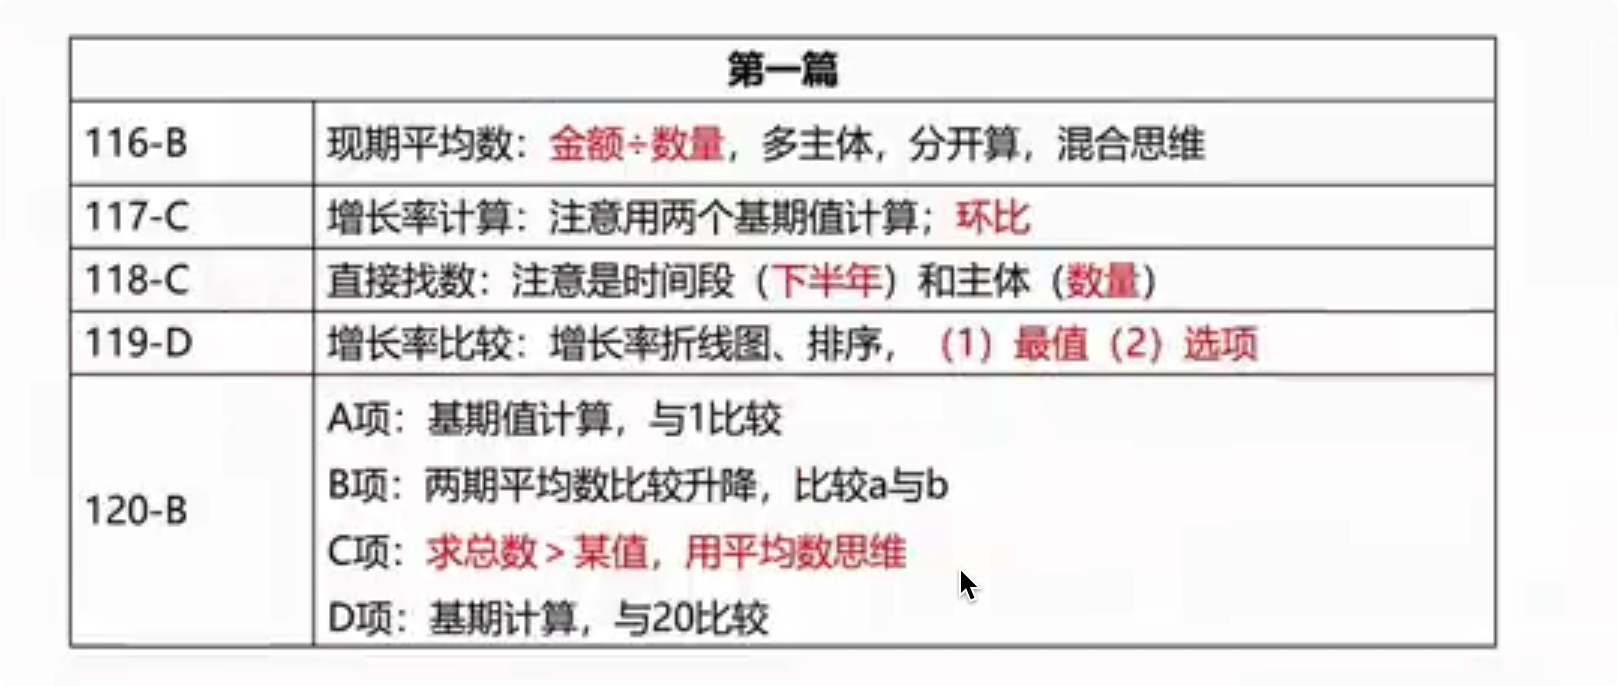 第一篇
116-B 现期平均数：金额÷数量，多主体，分开算，混合思维
117-C 增长率计算：注意用两个基期值计算；环比
118-C 直接找数：注意是时间段（下半年）和主体（数量）
119-D 增长率比较：增长率折线图、排序，（1）最值（2）选项
120-B
A项：基期值计算，与1比较
B项：两期平均数比较升降，比较a与b
C项：求总数>某值，用平均数思维
D项：基期计算，与20比较